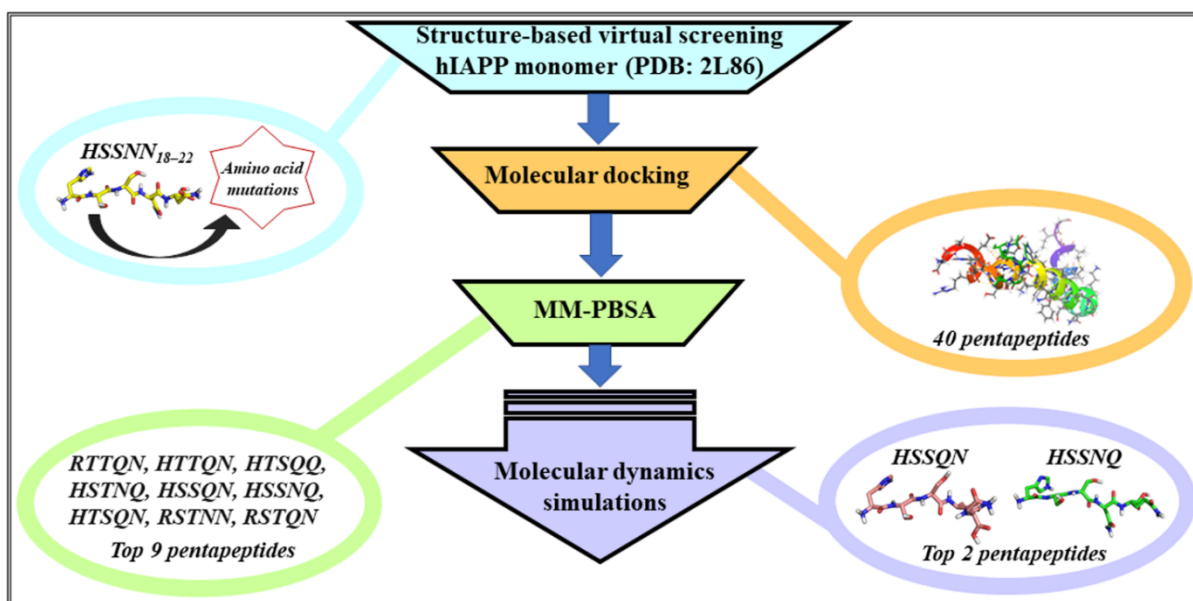 Structure-based virtual screening
hIAPP monomer (PDB: 2L86)
HSSNN18–22
Amino acid
mutations
Molecular docking
40 pentapeptides
MM-PBSA
RTTQN, HTTQN, HTSQQ,
HSTNQ, HSSQN, HSSNQ,
HTSQN, RSTNN, RSTQN
Top 9 pentapeptides
Molecular dynamics
simulations
HSSQN
HSSNQ
Top 2 pentapeptides